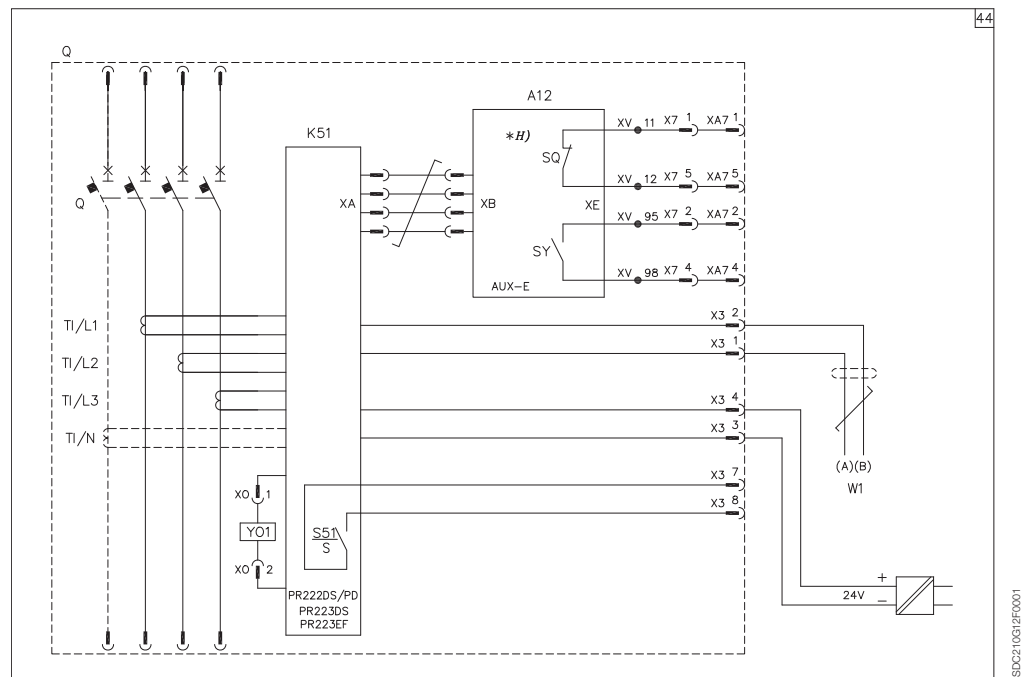 44
Q
A12
K51
*H)
XV 11 X7 1 XA7 1
SQ
XV 12 X7 5 XA7 5
XA
XB
XE
Q
XV 95 X7 2 XA7 2
SY
XV 98 X7 4 XA7 4
AUX-E
TI/L1
X3 2
X3 1
TI/L2
TI/L3
X3 4
TI/N
X3 3
(A)(B)
W1
X3 7
X0 1
X3 8
Y01
S51
S
X0 2
+
24V
-
PR222DS/PD
PR223DS
PR223EF
SDC210G12F0001